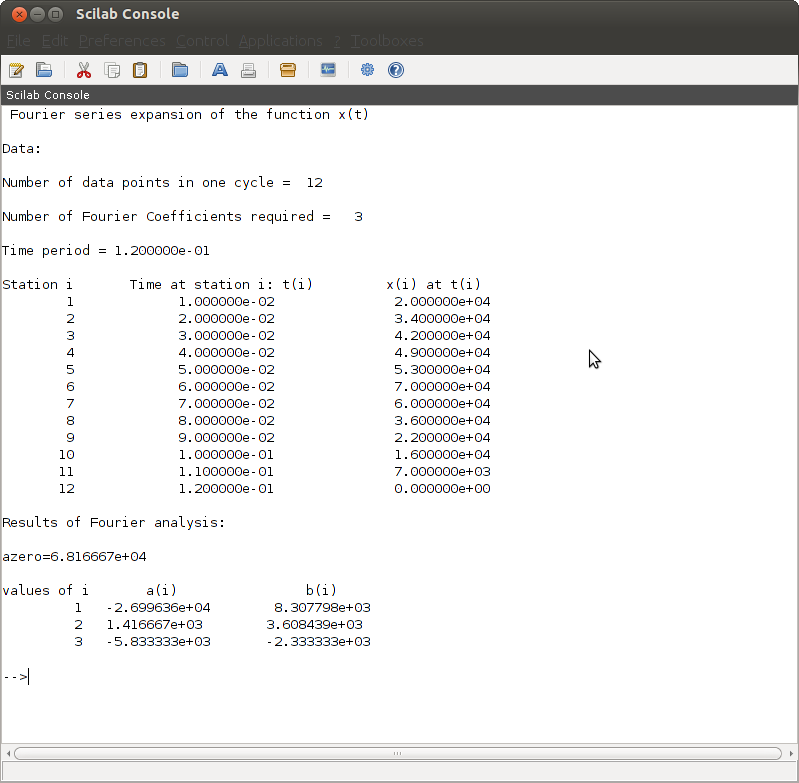 Scilab Console
File Edit Preferences Control Applications ? Toolboxes
Scilab Console
Fourier series expansion of the function x(t)
Data:
Number of data points in one cycle = 12
Number of Fourier Coefficients required = 3
Time period = 1.200000e-01
Station i Time at station i: t(i) x(i) at t(i)
1 1.000000e-02 2.000000e+04
2 2.000000e-02 3.400000e+04
3 3.000000e-02 4.200000e+04
4 4.000000e-02 4.900000e+04
5 5.000000e-02 5.300000e+04
6 6.000000e-02 7.000000e+04
7 7.000000e-02 6.000000e+04
8 8.000000e-02 3.600000e+04
9 9.000000e-02 2.200000e+04
10 1.000000e-01 1.600000e+04
11 1.100000e-01 7.000000e+03
12 1.200000e-01 0.000000e+00
Results of Fourier analysis:
azero=6.816667e+04
values of i a(i) b(i)
1 -2.699636e+04 8.307798e+03
2 1.416667e+03 3.608439e+03
3 -5.833333e+03 -2.333333e+03
-->